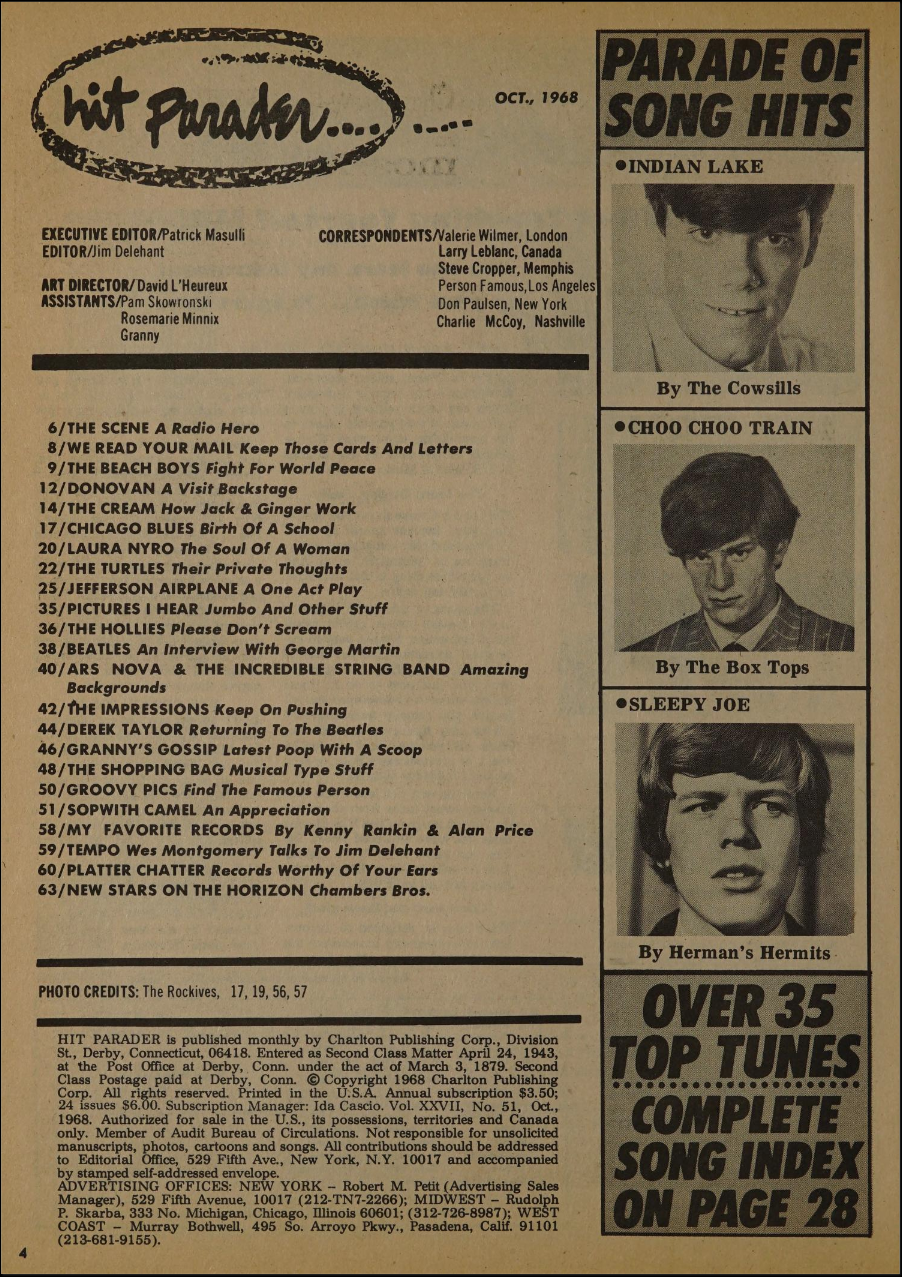 hit Parader....
OCT., 1968
EXECUTIVE EDITOR/Patrick Masulli
EDITOR/Jim Delehant
ART DIRECTOR/David L'Heureux
ASSISTANTS/Pam Skowronski
Rosemarie Minnix
Granny
CORRESPONDENTS/Valerie Wilmer, London
Larry Leblanc, Canada
Steve Cropper, Memphis
Person Famous, Los Angeles
Don Paulsen, New York
Charlie McCoy, Nashville
6/THE SCENE A Radio Hero
8/WE READ YOUR MAIL Keep Those Cards And Letters
9/THE BEACH BOYS Fight For World Peace
12/DONOVAN A Visit Backstage
14/THE CREAM How Jack & Ginger Work
17/CHICAGO BLUES Birth Of A School
20/LAURA NYRO The Soul Of A Woman
22/THE TURTLES Their Private Thoughts
25/JEFFERSON AIRPLANE A One Act Play
35/PICTURES I HEAR Jumbo And Other Stuff
36/THE HOLLIES Please Don't Scream
38/BEATLES An Interview With George Martin
40/ARS NOVA & THE INCREDIBLE STRING BAND Amazing
Backgrounds
42/THE IMPRESSIONS Keep On Pushing
44/DEREK TAYLOR Returning To The Beatles
46/GRANNY'S GOSSIP Latest Poop With A Scoop
48/THE SHOPPING BAG Musical Type Stuff
50/GROOVY PICS Find The Famous Person
51/SOPWITH CAMEL An Appreciation
58/MY FAVORITE RECORDS By Kenny Rankin & Alan Price
59/TEMPO Wes Montgomery Talks To Jim Delehant
60/PLATTER CHATTER Records Worthy Of Your Ears
63/NEW STARS ON THE HORIZON Chambers Bros.
PHOTO CREDITS: The Rockives, 17, 19, 56, 57
HIT PARADER is published monthly by Charlton Publishing Corp., Division
St., Derby, Connecticut, 06418. Entered as Second Class Matter April 24, 1943,
at the Post Office at Derby, Conn. under the act of March 3, 1879. Second
Class Postage paid at Derby, Conn. © Copyright 1968 Charlton Publishing
Corp. All rights reserved. Printed in the U.S.A. Annual subscription $3.50;
24 issues $6.00. Subscription Manager: Ida Cascio. Vol. XXVII, No. 51, Oct.,
1968. Authorized for sale in the U.S., its possessions, territories and Canada
only. Member of Audit Bureau of Circulations. Not responsible for unsolicited
manuscripts, photos, cartoons and songs. All contributions should be addressed
to Editorial Office, 529 Fifth Ave., New York, N.Y. 10017 and accompanied
by stamped self-addressed envelope.
ADVERTISING OFFICES: NEW YORK – Robert M. Petit (Advertising Sales
Manager), 529 Fifth Avenue, 10017 (212-TN7-2266); MIDWEST – Rudolph
P. Skarba, 333 No. Michigan, Chicago, Illinois 60601; (312-726-8987); WEST
COAST – Murray Bothwell, 495 So. Arroyo Pkwy., Pasadena, Calif. 91101
(213-681-9155).
4
PARADE OF
SONG HITS
•INDIAN LAKE
By The Cowsills
•CHOO CHOO TRAIN
By The Box Tops
•SLEEPY JOE
By Herman's Hermits
OVER 35
TOP TUNES
COMPLETE
SONG INDEX
ON PAGE 28